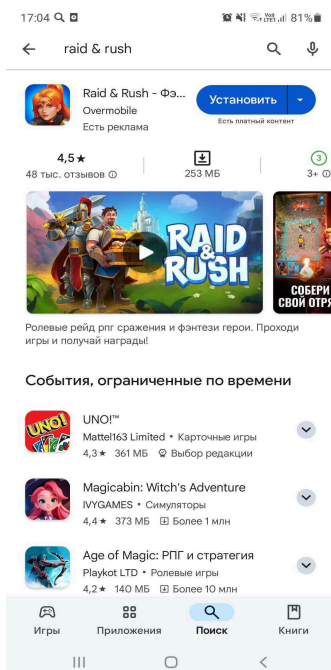 17:04
81%
raid & rush
Raid & Rush - Фэ...
Overmobile
Есть реклама
Установить
Есть платный контент
4,5★
48 тыс. отзывов
253 МБ
3
3+
RAID
&
RUSH
СОБЕРИ
СВОЙ ОТРЯ
Ролевые рейд рпг сражения и фэнтези герои. Проходи
игры и получай награды!
События, ограниченные по времени
UNO!
UNO!™
Mattel163 Limited • Карточные игры
4,3★ 361 МБ Выбор редакции
Magicabin: Witch's Adventure
IVYGAMES • Симуляторы
4,4★ 373 МБ Более 1 млн
Age of Magic: РПГ и стратегия
Playkot LTD • Ролевые игры
4,2★ 140 МБ Более 10 млн
Игры
Приложения
Поиск
Книги